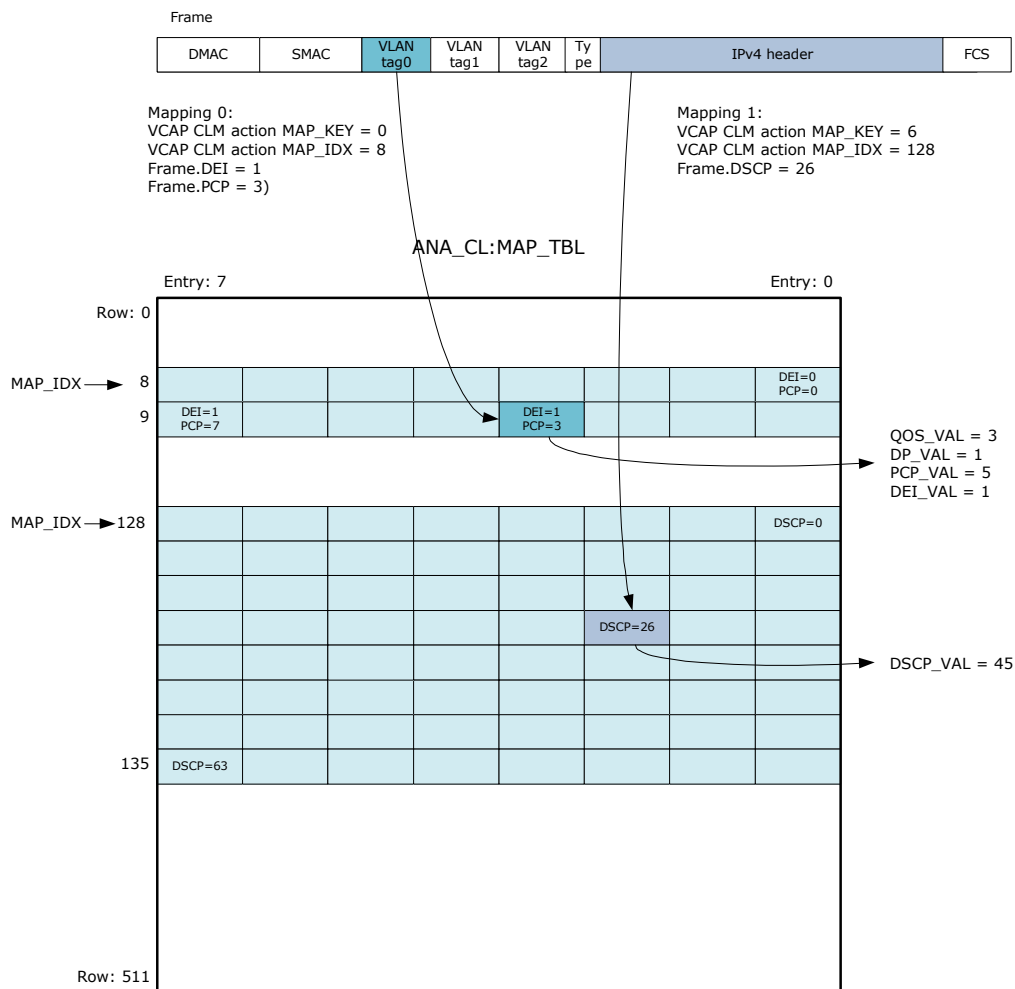 Frame
DMAC SMAC VLAN tag0 VLAN tag1 VLAN tag2 Ty pe IPv4 header FCS
Mapping 0:
VCAP CLM action MAP_KEY = 0
VCAP CLM action MAP_IDX = 8
Frame.DEI = 1
Frame.PCP = 3)
Mapping 1:
VCAP CLM action MAP_KEY = 6
VCAP CLM action MAP_IDX = 128
Frame.DSCP = 26
ANA_CL:MAP_TBL
Entry: 7 Entry: 0
Row: 0
MAP_IDX 8
DEI=0
PCP=0
9
DEI=1
PCP=7
DEI=1
PCP=3
QOS_VAL = 3
DP_VAL = 1
PCP_VAL = 5
DEI_VAL = 1
MAP_IDX 128 DSCP=0
DSCP=26
DSCP_VAL = 45
135 DSCP=63
Row: 511